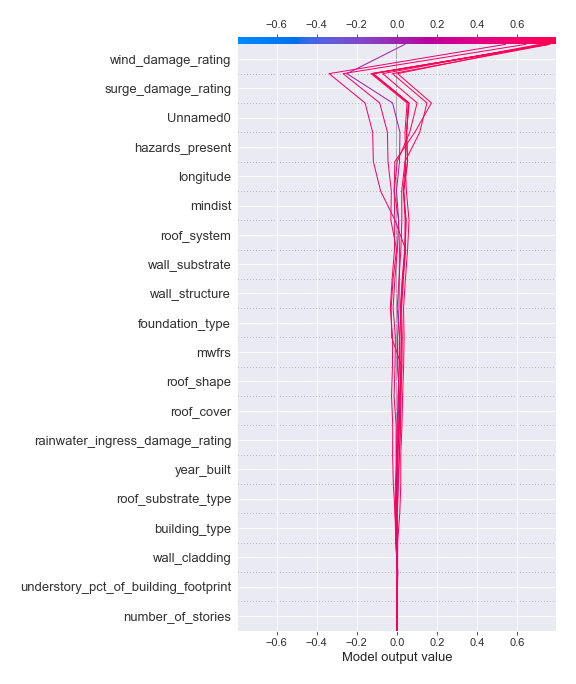 −0.6 −0.4 −0.2 0.0 0.2 0.4 0.6
wind_damage_rating
surge_damage_rating
Unnamed0
hazards_present
longitude
mindist
roof_system
wall_substrate
wall_structure
foundation_type
mwfrs
roof_shape
roof_cover
rainwater_ingress_damage_rating
year_built
roof_substrate_type
building_type
wall_cladding
understory_pct_of_building_footprint
number_of_stories
−0.6 −0.4 −0.2 0.0 0.2 0.4 0.6
Model output value